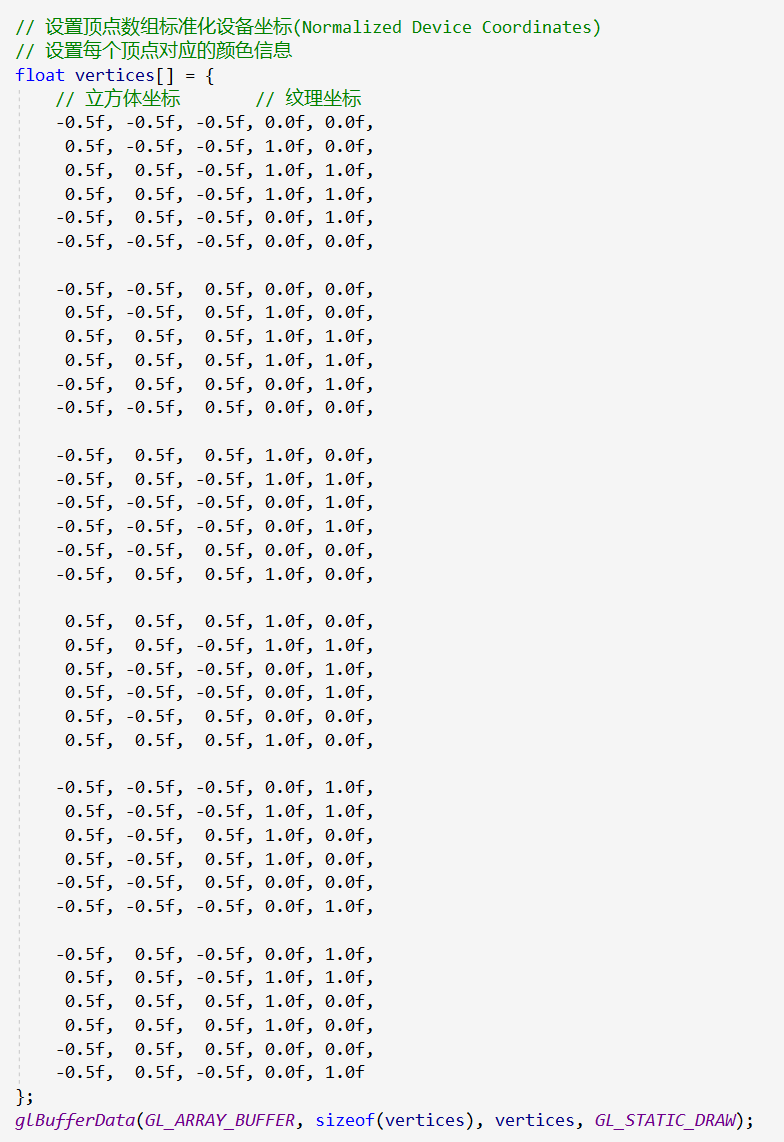 // 设置顶点数组标准化设备坐标(Normalized Device Coordinates)
// 设置每个顶点对应的颜色信息
float vertices[] = {
    // 立方体坐标        // 纹理坐标
    -0.5f, -0.5f, -0.5f, 0.0f, 0.0f,
     0.5f, -0.5f, -0.5f, 1.0f, 0.0f,
     0.5f,  0.5f, -0.5f, 1.0f, 1.0f,
     0.5f,  0.5f, -0.5f, 1.0f, 1.0f,
    -0.5f,  0.5f, -0.5f, 0.0f, 1.0f,
    -0.5f, -0.5f, -0.5f, 0.0f, 0.0f,

    -0.5f, -0.5f,  0.5f, 0.0f, 0.0f,
     0.5f, -0.5f,  0.5f, 1.0f, 0.0f,
     0.5f,  0.5f,  0.5f, 1.0f, 1.0f,
     0.5f,  0.5f,  0.5f, 1.0f, 1.0f,
    -0.5f,  0.5f,  0.5f, 0.0f, 1.0f,
    -0.5f, -0.5f,  0.5f, 0.0f, 0.0f,

    -0.5f,  0.5f,  0.5f, 1.0f, 0.0f,
    -0.5f,  0.5f, -0.5f, 1.0f, 1.0f,
    -0.5f, -0.5f, -0.5f, 0.0f, 1.0f,
    -0.5f, -0.5f, -0.5f, 0.0f, 1.0f,
    -0.5f, -0.5f,  0.5f, 0.0f, 0.0f,
    -0.5f,  0.5f,  0.5f, 1.0f, 0.0f,

     0.5f,  0.5f,  0.5f, 1.0f, 0.0f,
     0.5f,  0.5f, -0.5f, 1.0f, 1.0f,
     0.5f, -0.5f, -0.5f, 0.0f, 1.0f,
     0.5f, -0.5f, -0.5f, 0.0f, 1.0f,
     0.5f, -0.5f,  0.5f, 0.0f, 0.0f,
     0.5f,  0.5f,  0.5f, 1.0f, 0.0f,

    -0.5f, -0.5f, -0.5f, 0.0f, 1.0f,
     0.5f, -0.5f, -0.5f, 1.0f, 1.0f,
     0.5f, -0.5f,  0.5f, 1.0f, 0.0f,
     0.5f, -0.5f,  0.5f, 1.0f, 0.0f,
    -0.5f, -0.5f,  0.5f, 0.0f, 0.0f,
    -0.5f, -0.5f, -0.5f, 0.0f, 1.0f,

    -0.5f,  0.5f, -0.5f, 0.0f, 1.0f,
     0.5f,  0.5f, -0.5f, 1.0f, 1.0f,
     0.5f,  0.5f,  0.5f, 1.0f, 0.0f,
     0.5f,  0.5f,  0.5f, 1.0f, 0.0f,
    -0.5f,  0.5f,  0.5f, 0.0f, 0.0f,
    -0.5f,  0.5f, -0.5f, 0.0f, 1.0f
};
glBufferData(GL_ARRAY_BUFFER, sizeof(vertices), vertices, GL_STATIC_DRAW);